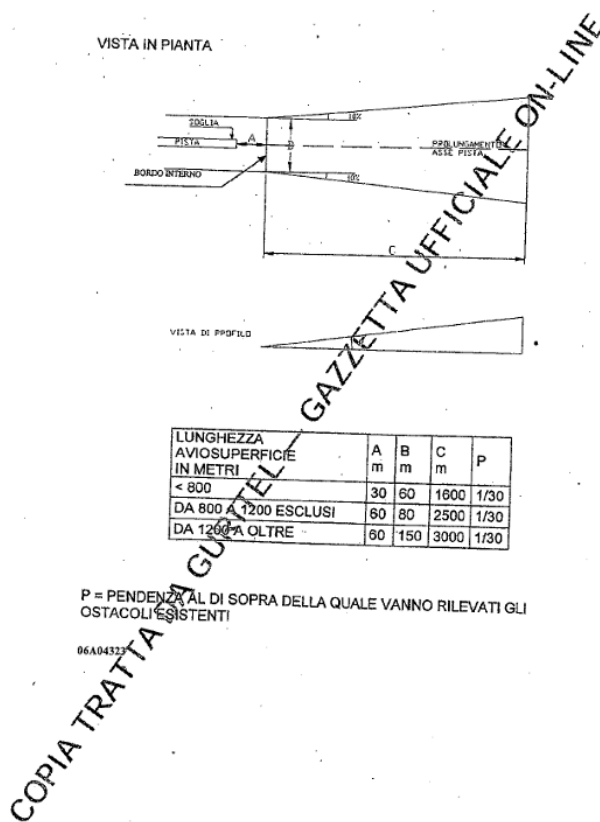 VISTA IN PIANTA
SOGLIA
PISTA
A
B
10%
10%
PROLUNGAMENTO
ASSE PISTA
BORDO INTERNO
C
VISTA DI PROFILO
LUNGHEZZA
AVIOSUPERFICIE
IN METRI
A
m
B
m
C
m
P
< 800 30 60 1600 1/30
DA 800 A 1200 ESCLUSI 60 80 2500 1/30
DA 1200 A OLTRE 60 150 3000 1/30
P = PENDENZA AL DI SOPRA DELLA QUALE VANNO RILEVATI GLI
OSTACOLI ESISTENTI
06A04323
COPIA TRATTA DA GURITEL — GAZZETTA UFFICIALE ON-LINE